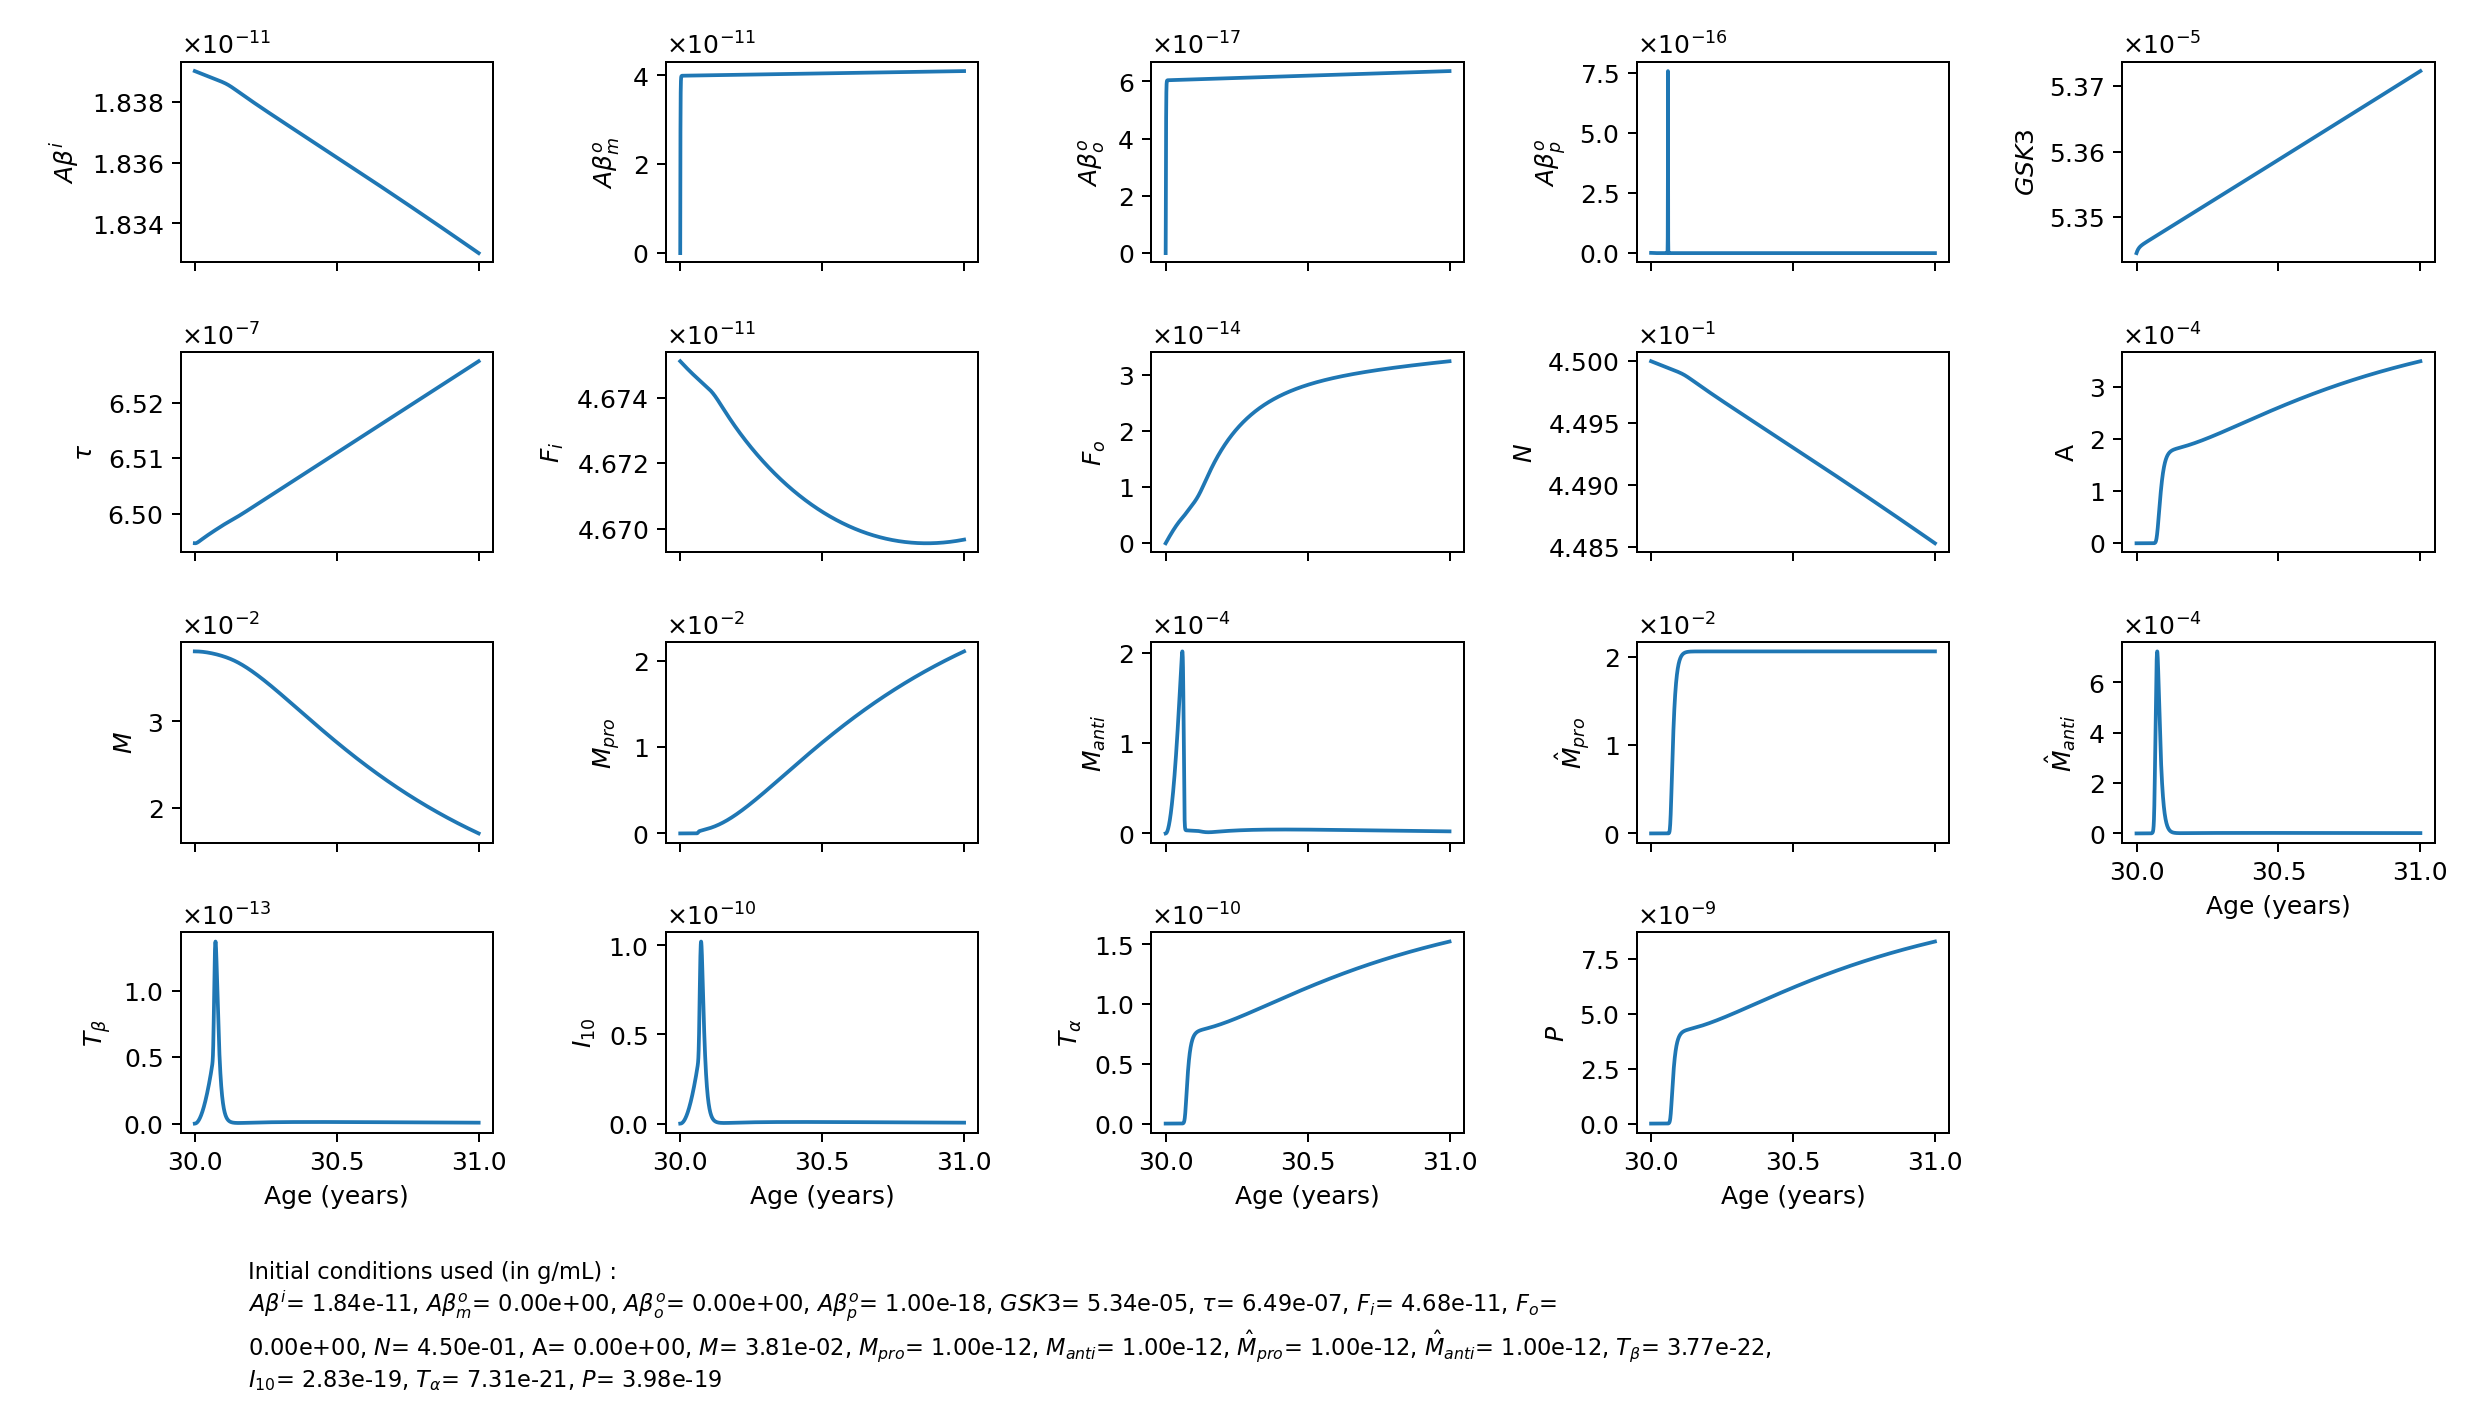 ×10⁻¹¹ ×10⁻¹¹ ×10⁻¹⁷ ×10⁻¹⁶ ×10⁻⁵
Aβⁱ 1.838 1.836 1.834
Aβₘᵒ 4 2 0
Aβₒᵒ 6 4 2 0
Aβₚᵒ 7.5 5.0 2.5 0.0
GSK3 5.37 5.36 5.35
×10⁻⁷ ×10⁻¹¹ ×10⁻¹⁴ ×10⁻¹ ×10⁻⁴
τ 6.52 6.51 6.50
Fᵢ 4.674 4.672 4.670
Fₒ 3 2 1 0
N 4.500 4.495 4.490 4.485
A 3 2 1 0
×10⁻² ×10⁻² ×10⁻⁴ ×10⁻² ×10⁻⁴
M 3 2
M_pro 2 1 0
M_anti 2 1 0
M̂_pro 2 1 0
M̂_anti 6 4 2 0
30.0 30.5 31.0
Age (years)
×10⁻¹³ ×10⁻¹⁰ ×10⁻¹⁰ ×10⁻⁹
T_β 1.0 0.5 0.0
I₁₀ 1.0 0.5 0.0
T_α 1.5 1.0 0.5 0.0
P 7.5 5.0 2.5 0.0
30.0 30.5 31.0 30.0 30.5 31.0 30.0 30.5 31.0 30.0 30.5 31.0
Age (years) Age (years) Age (years) Age (years)
Initial conditions used (in g/mL) :
Aβⁱ= 1.84e-11, Aβₘᵒ= 0.00e+00, Aβₒᵒ= 0.00e+00, Aβₚᵒ= 1.00e-18, GSK3= 5.34e-05, τ= 6.49e-07, Fᵢ= 4.68e-11, Fₒ=
0.00e+00, N= 4.50e-01, A= 0.00e+00, M= 3.81e-02, M_pro= 1.00e-12, M_anti= 1.00e-12, M̂_pro= 1.00e-12, M̂_anti= 1.00e-12, T_β= 3.77e-22,
I₁₀= 2.83e-19, T_α= 7.31e-21, P= 3.98e-19